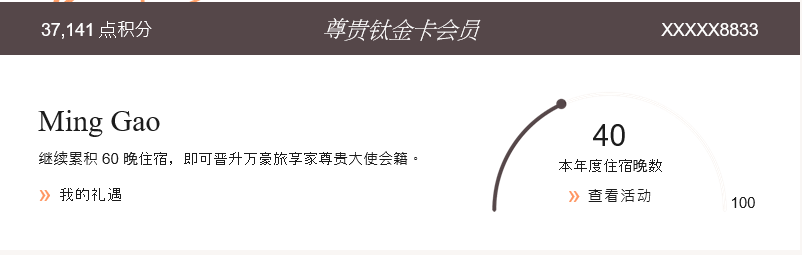 37,141 点积分 尊贵钛金卡会员 XXXXX8833
Ming Gao
继续累积 60 晚住宿，即可晋升万豪旅享家尊贵大使会籍。
» 我的礼遇
40
本年度住宿晚数
» 查看活动
100